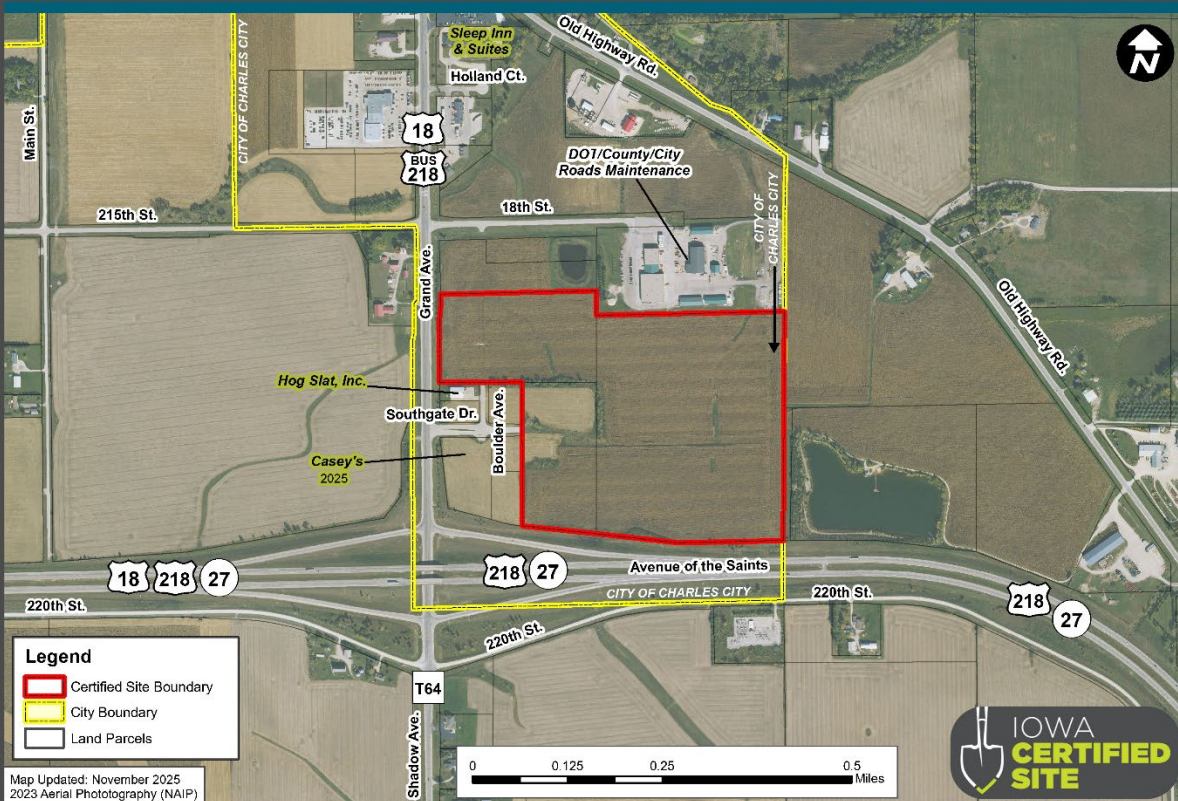 Sleep Inn
& Suites
Holland Ct.
Old Highway Rd.
N
CITY OF CHARLES CITY
Main St.
18
BUS
218
DOT/County/City
Roads Maintenance
215th St.
18th St.
CITY OF
CHARLES CITY
Grand Ave.
Old Highway Rd.
Hog Slat, Inc.
Southgate Dr.
Boulder Ave.
Casey's
2025
18 218 27
218 27
Avenue of the Saints
CITY OF CHARLES CITY
220th St.
220th St.
218
27
220th St.
T64
Shadow Ave.
Legend
Certified Site Boundary
City Boundary
Land Parcels
Map Updated: November 2025
2023 Aerial Phototography (NAIP)
0 0.125 0.25 0.5
Miles
IOWA
CERTIFIED
SITE